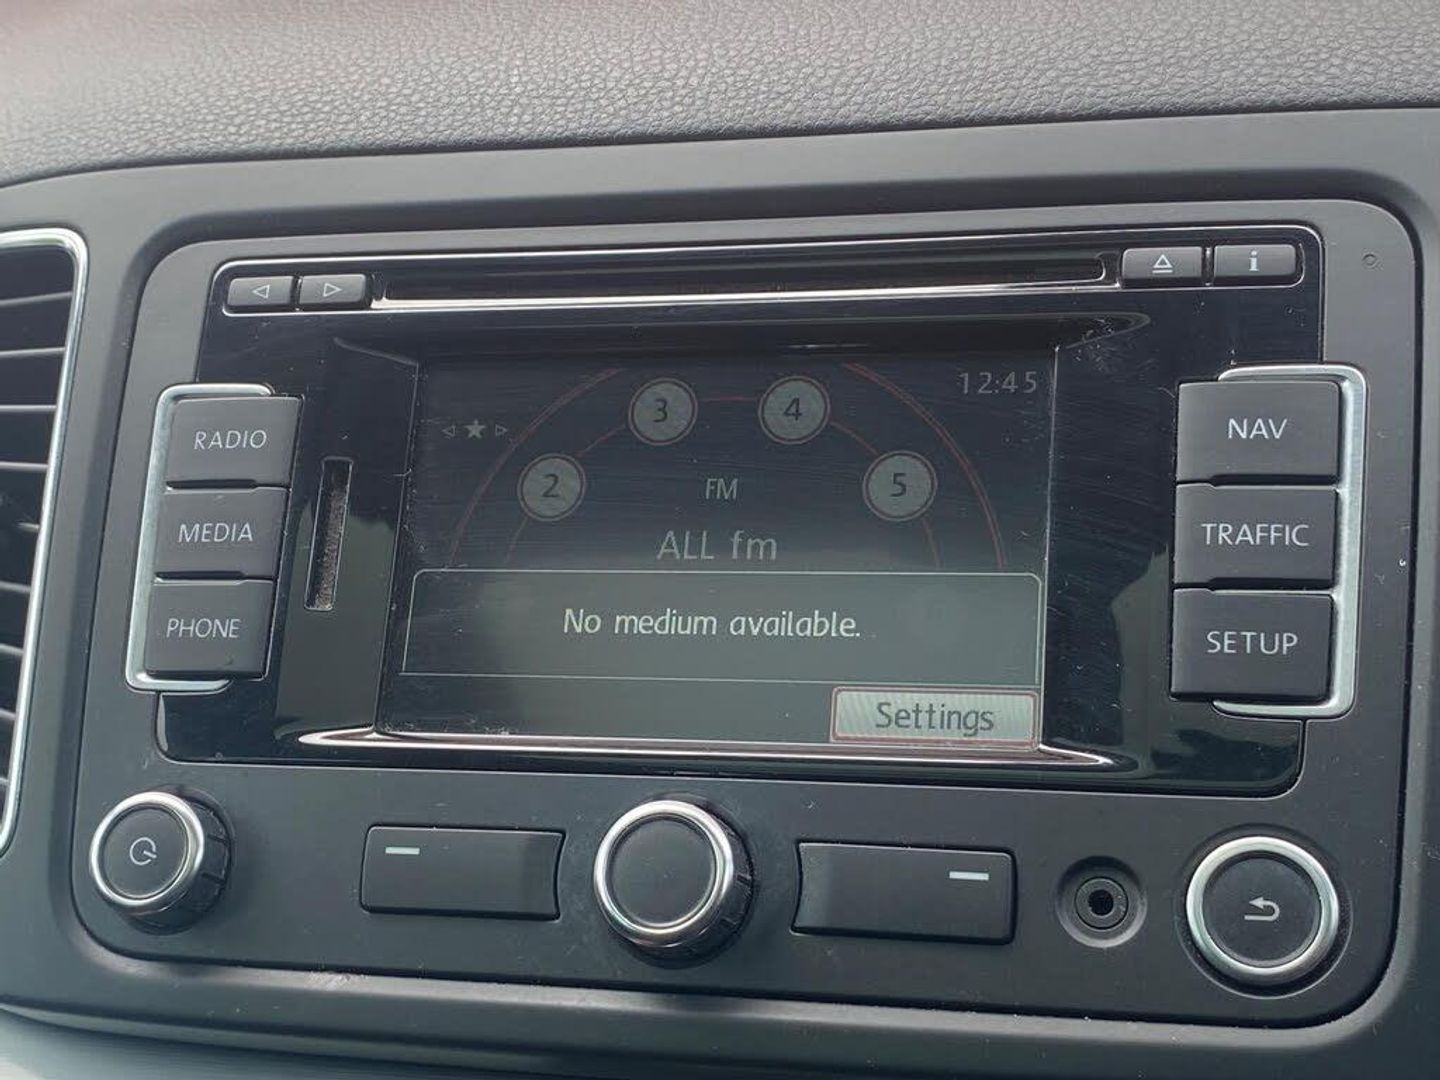 i
RADIO
MEDIA
PHONE
12:45
3
4
2
5
FM
ALL fm
No medium available.
Settings
NAV
TRAFFIC
SETUP